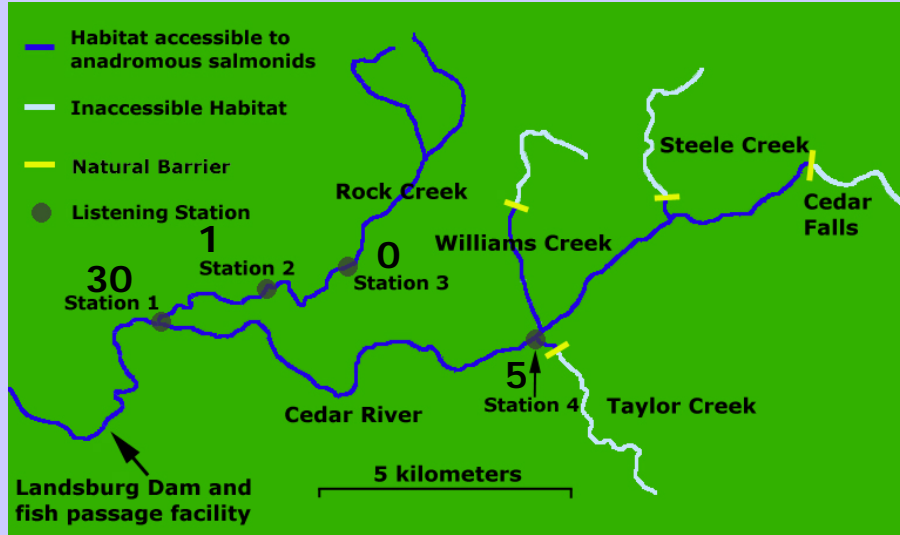 Habitat accessible to
anadromous salmonids
Inaccessible Habitat
Natural Barrier
Listening Station
Rock Creek
Steele Creek
Cedar
Falls
Williams Creek
1
Station 2
0
Station 3
30
Station 1
5
Station 4
Taylor Creek
Cedar River
5 kilometers
Landsburg Dam and
fish passage facility